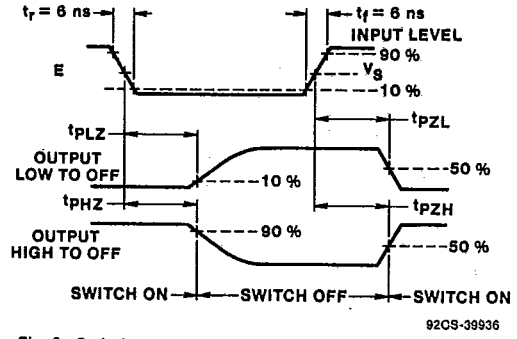 tr = 6 ns
tf = 6 ns
INPUT LEVEL
90 %
E
VS
10 %
tPLZ
tPZL
OUTPUT
LOW TO OFF
10 %
50 %
tPHZ
tPZH
OUTPUT
HIGH TO OFF
90 %
50 %
SWITCH ON
SWITCH OFF
SWITCH ON
92CS-39936